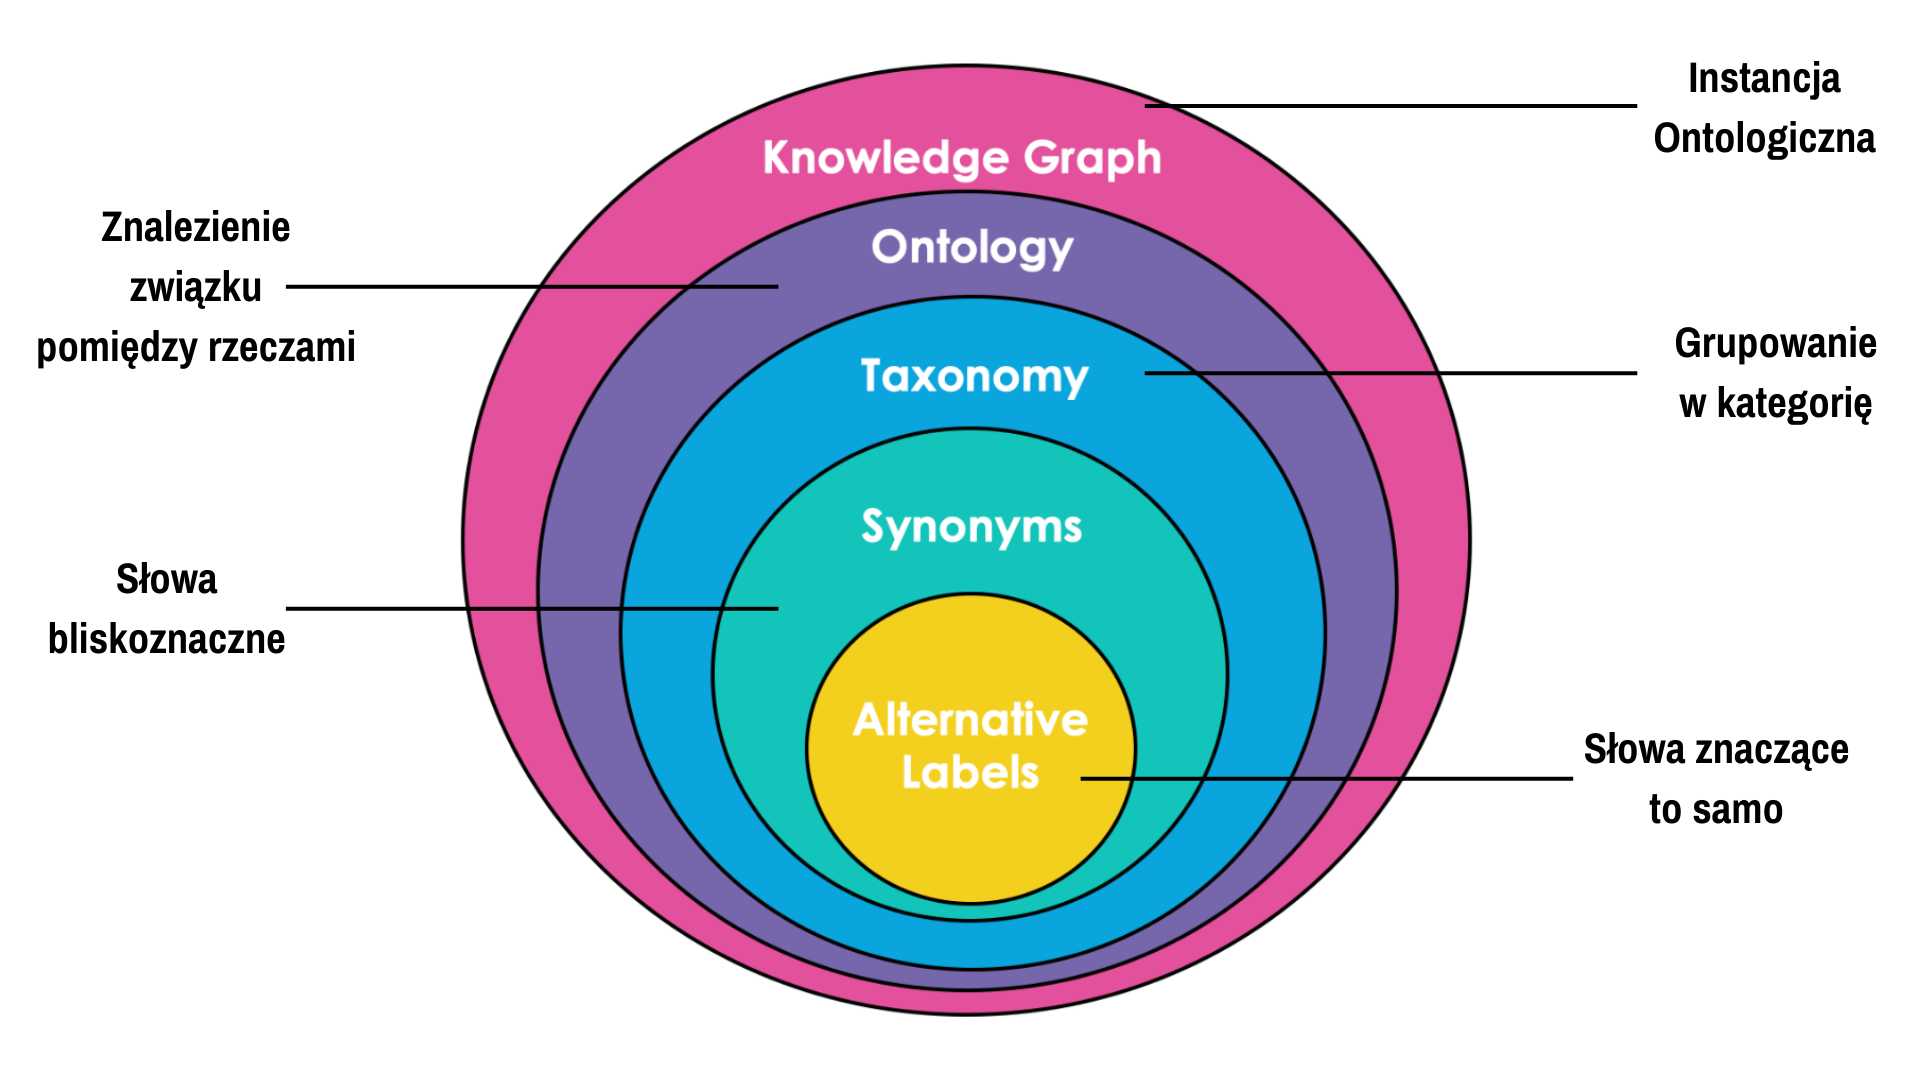 Instancja
Ontologiczna
Knowledge Graph
Znalezienie
związku
pomiędzy rzeczami
Ontology
Grupowanie
w kategorię
Taxonomy
Synonyms
Słowa
bliskoznaczne
Alternative
Labels
Słowa znaczące
to samo